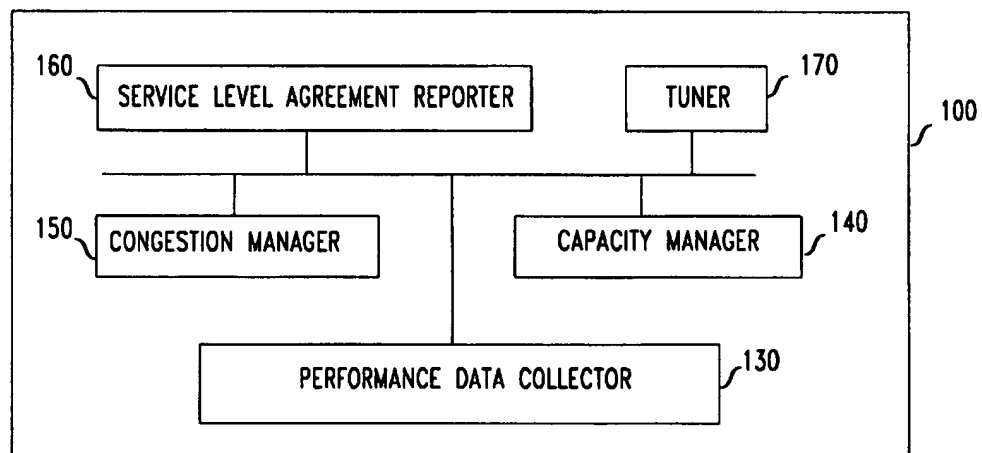 160 SERVICE LEVEL AGREEMENT REPORTER
TUNER 170
100
150 CONGESTION MANAGER
CAPACITY MANAGER 140
PERFORMANCE DATA COLLECTOR 130